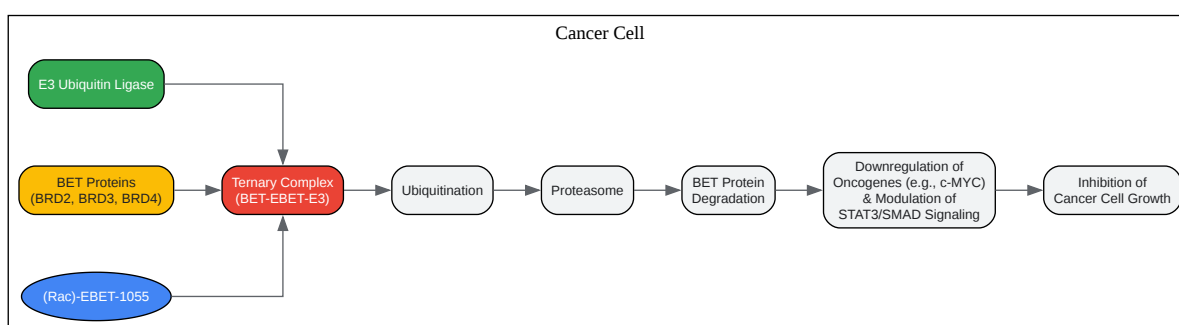 Cancer Cell
E3 Ubiquitin Ligase
BET Proteins
(BRD2, BRD3, BRD4)
(Rac)-EBET-1055
Ternary Complex
(BET-EBET-E3)
Ubiquitination
Proteasome
BET Protein
Degradation
Downregulation of
Oncogenes (e.g., c-MYC)
& Modulation of
STAT3/SMAD Signaling
Inhibition of
Cancer Cell Growth